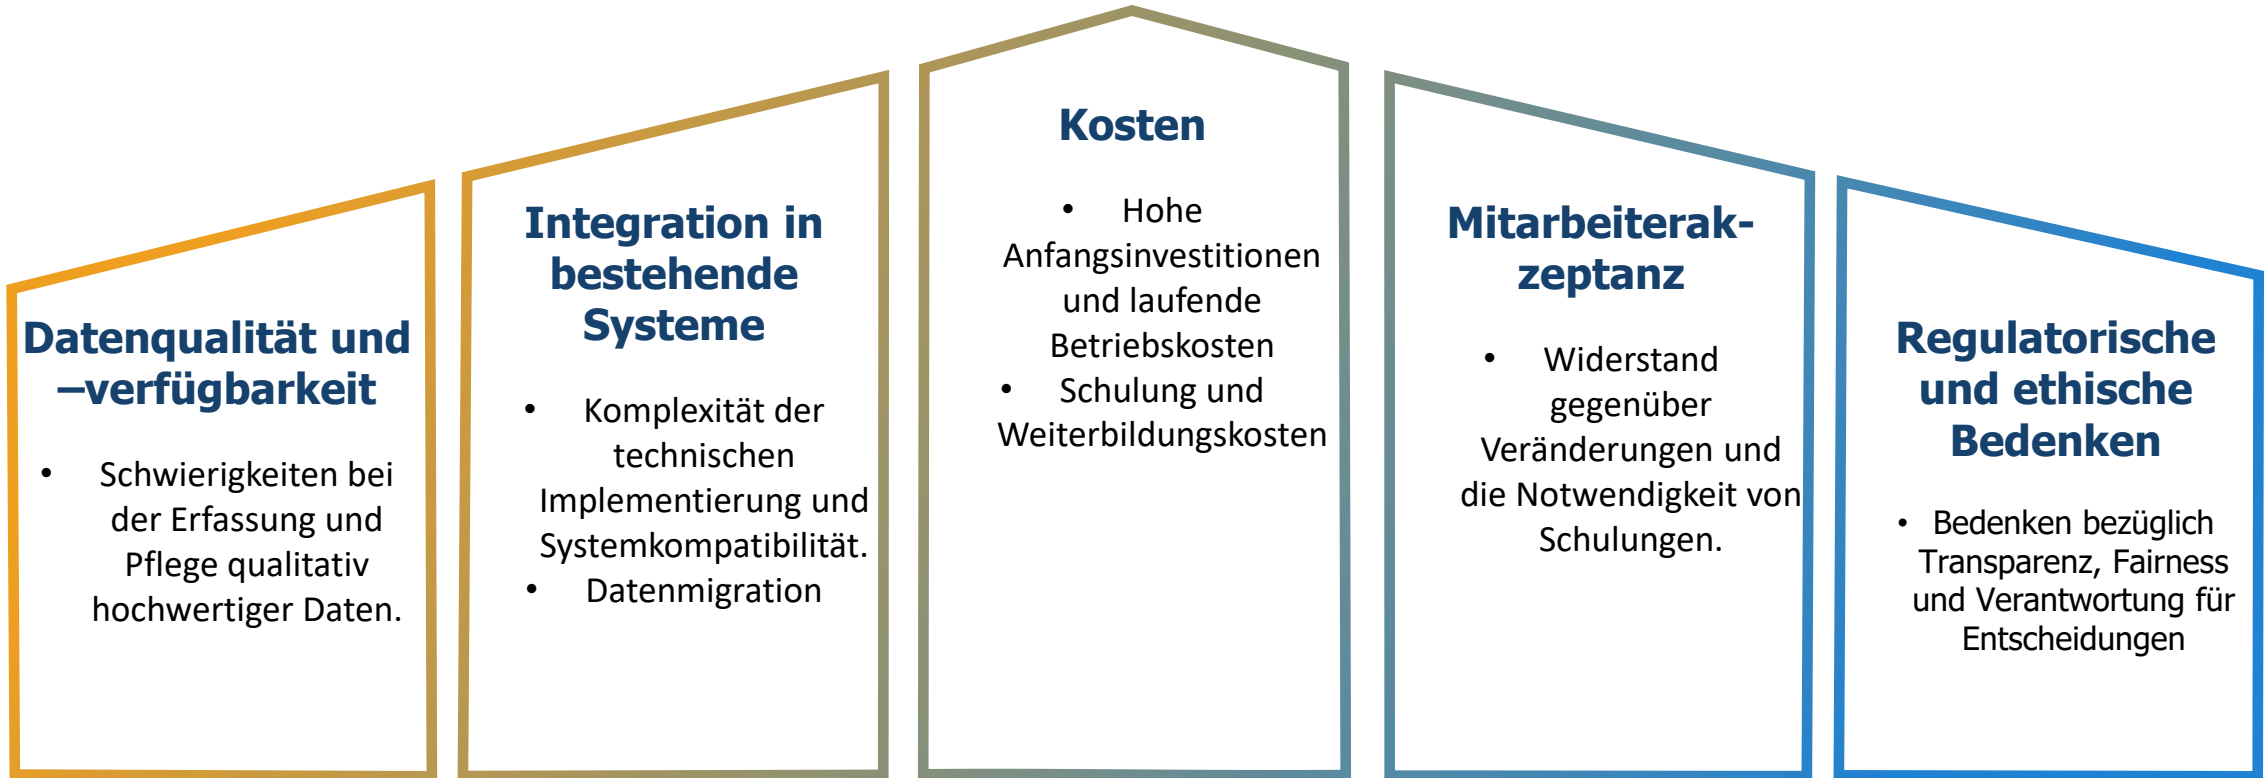 Datenqualität und
–verfügbarkeit
• Schwierigkeiten bei
der Erfassung und
Pflege qualitativ
hochwertiger Daten.
Integration in
bestehende
Systeme
• Komplexität der
technischen
Implementierung und
Systemkompatibilität.
• Datenmigration
Kosten
• Hohe
Anfangsinvestitionen
und laufende
Betriebskosten
• Schulung und
Weiterbildungskosten
Mitarbeiterak-
zeptanz
• Widerstand
gegenüber
Veränderungen und
die Notwendigkeit von
Schulungen.
Regulatorische
und ethische
Bedenken
• Bedenken bezüglich
Transparenz, Fairness
und Verantwortung für
Entscheidungen